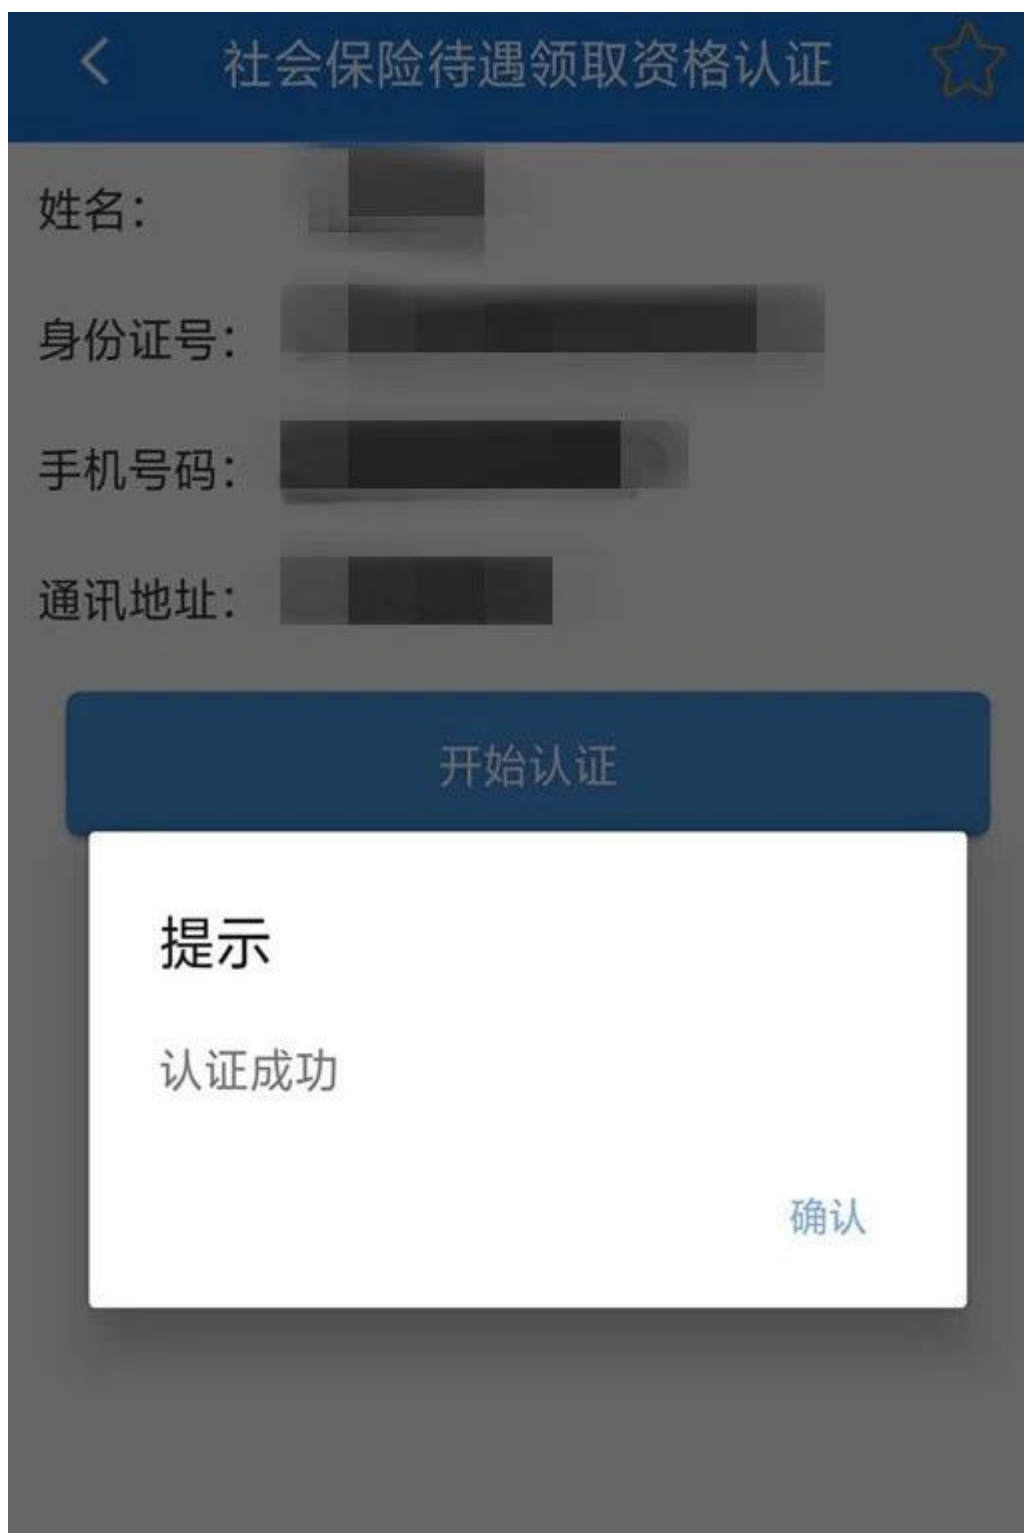 社会保险待遇领取资格认证
姓名：
身份证号：
手机号码：
通讯地址：
开始认证
提示
认证成功
确认